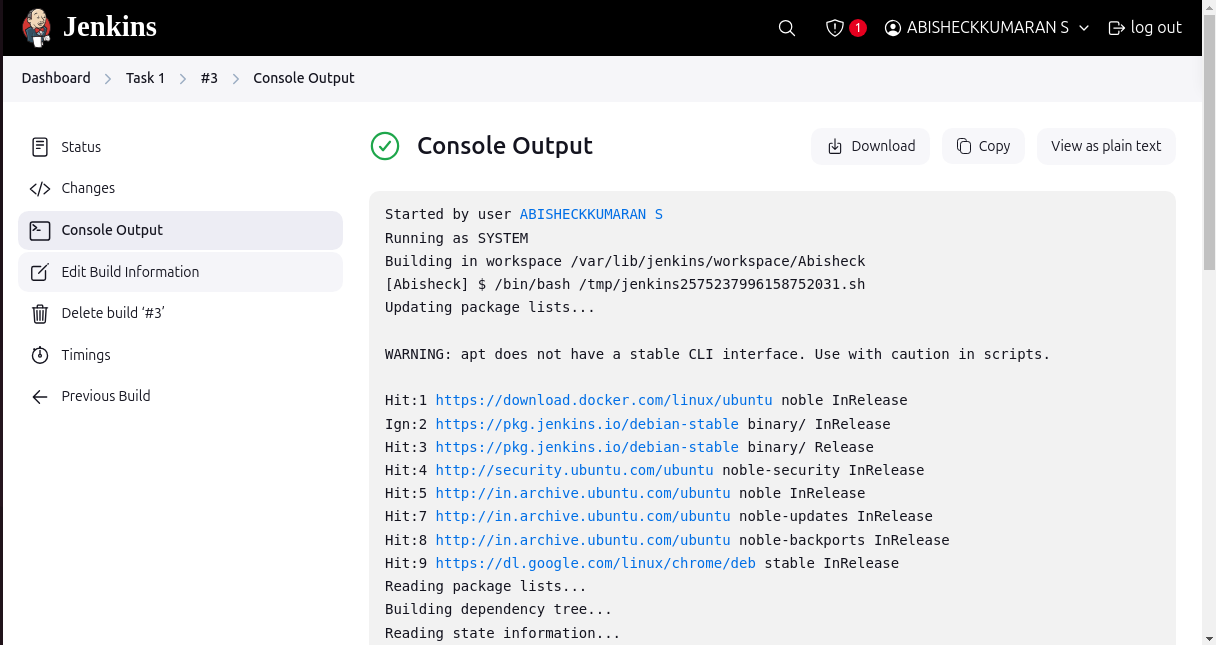 Jenkins
1
ABISHECKKUMARAN S
log out
Dashboard
Task 1
#3
Console Output
Status
Changes
Console Output
Edit Build Information
Delete build ‘#3’
Timings
Previous Build
Console Output
Download
Copy
View as plain text
Started by user ABISHECKKUMARAN S
Running as SYSTEM
Building in workspace /var/lib/jenkins/workspace/Abisheck
[Abisheck] $ /bin/bash /tmp/jenkins2575237996158752031.sh
Updating package lists...
WARNING: apt does not have a stable CLI interface. Use with caution in scripts.
Hit:1 https://download.docker.com/linux/ubuntu noble InRelease
Ign:2 https://pkg.jenkins.io/debian-stable binary/ InRelease
Hit:3 https://pkg.jenkins.io/debian-stable binary/ Release
Hit:4 http://security.ubuntu.com/ubuntu noble-security InRelease
Hit:5 http://in.archive.ubuntu.com/ubuntu noble InRelease
Hit:7 http://in.archive.ubuntu.com/ubuntu noble-updates InRelease
Hit:8 http://in.archive.ubuntu.com/ubuntu noble-backports InRelease
Hit:9 https://dl.google.com/linux/chrome/deb stable InRelease
Reading package lists...
Building dependency tree...
Reading state information...